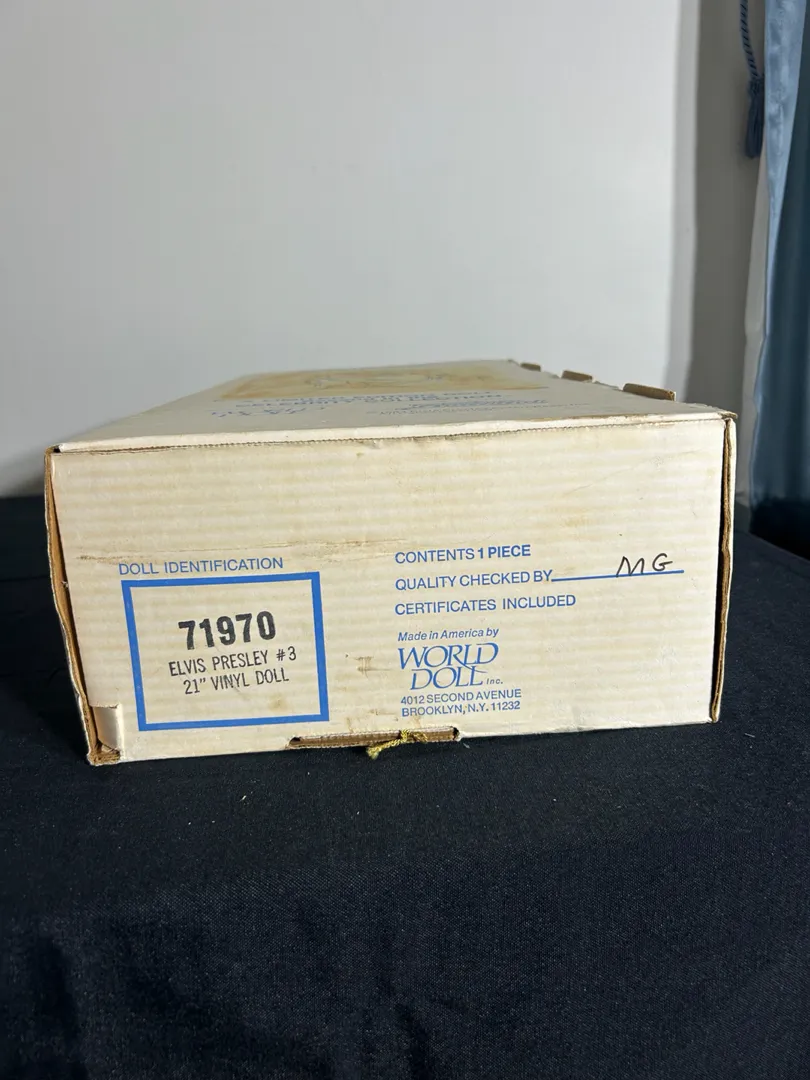 DOLL IDENTIFICATION
71970
ELVIS PRESLEY #3
21" VINYL DOLL
CONTENTS 1 PIECE
QUALITY CHECKED BY MG
CERTIFICATES INCLUDED
Made in America by
WORLD
DOLL Inc.
4012 SECOND AVENUE
BROOKLYN, N.Y. 11232